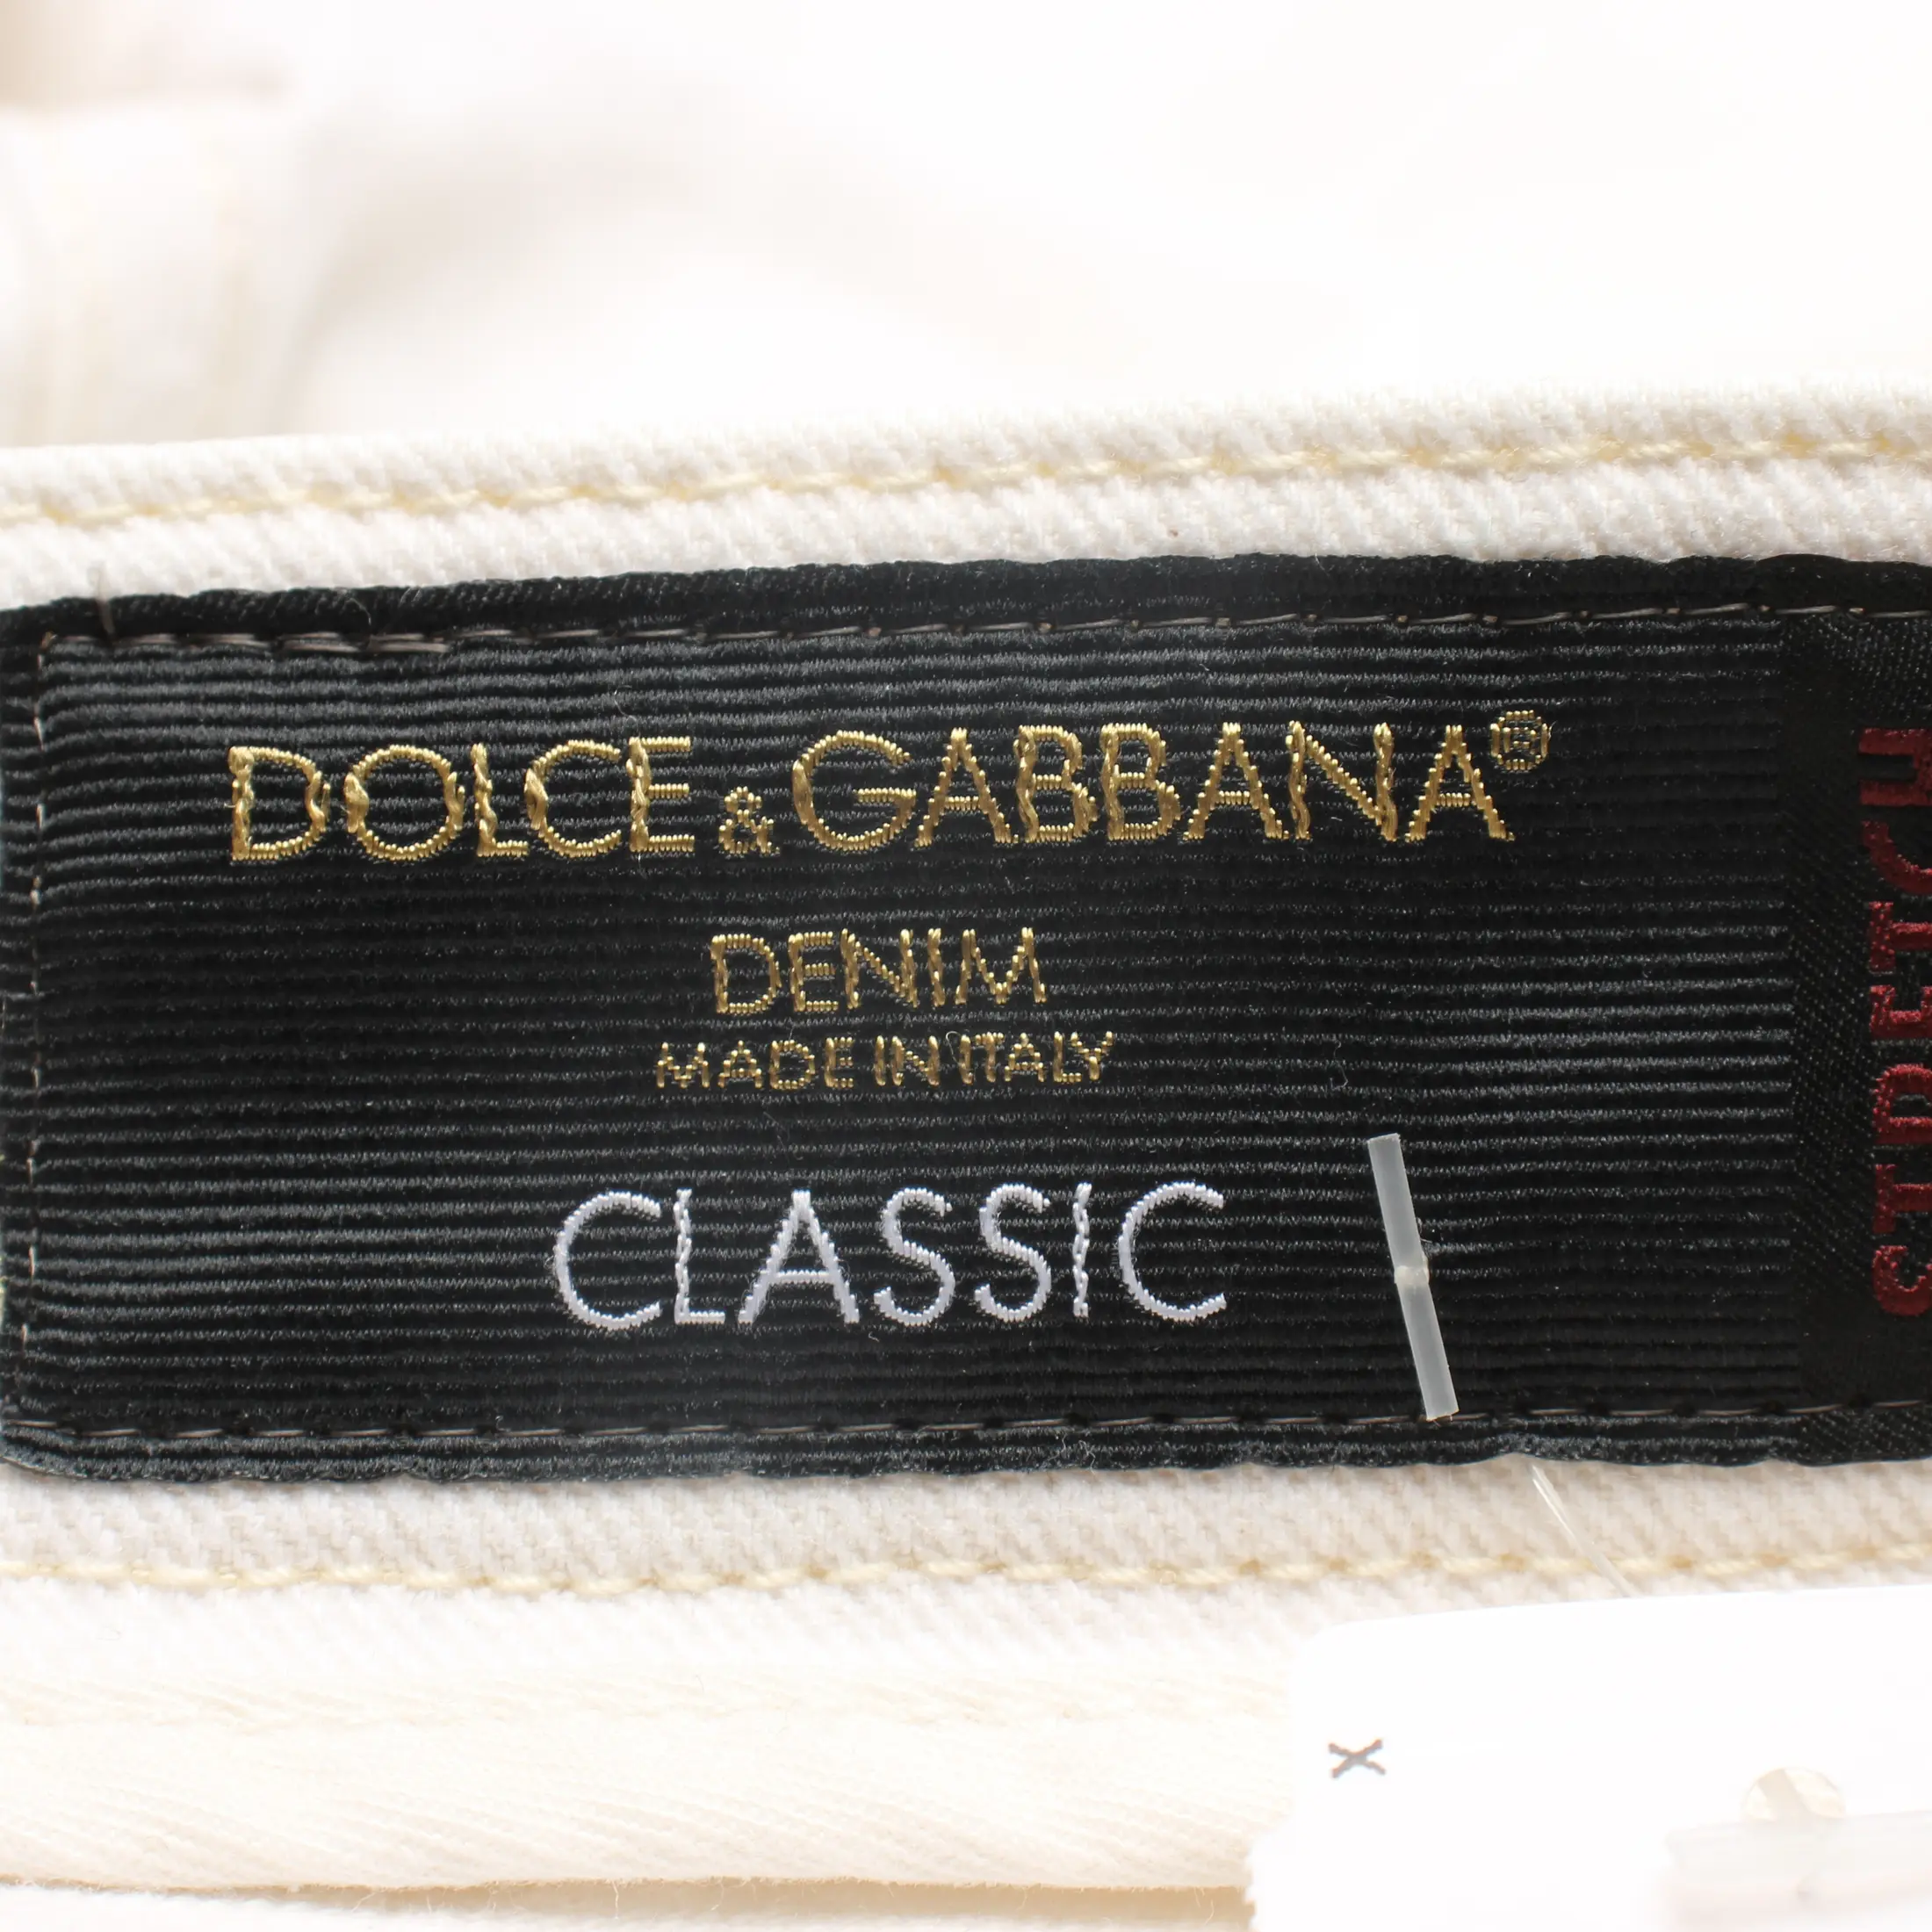 DOLCE & GABBANA®
DENIM
MADE IN ITALY
CLASSIC
STRETCH
x